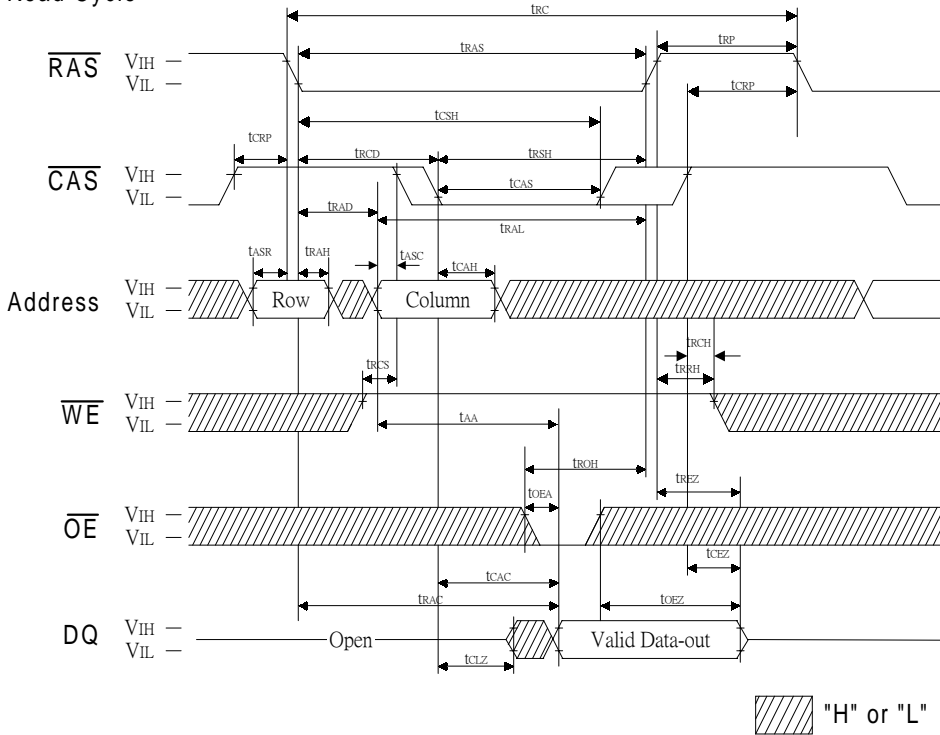 Read Cycle
tRC
tRAS
tRP
RAS VIH
VIL
tCRP
tCSH
tCRP
tRCD
tRSH
CAS VIH
VIL
tCAS
tRAD
tRAL
tASR
tRAH
tASC
tCAH
Address VIH
VIL
Row
Column
tRCH
tRCS
tRRH
WE VIH
VIL
tAA
tROH
tREZ
tOEA
OE VIH
VIL
tCEZ
tCAC
tRAC
tOEZ
DQ VIH
VIL
Open
Valid Data-out
tCLZ
"H" or "L"